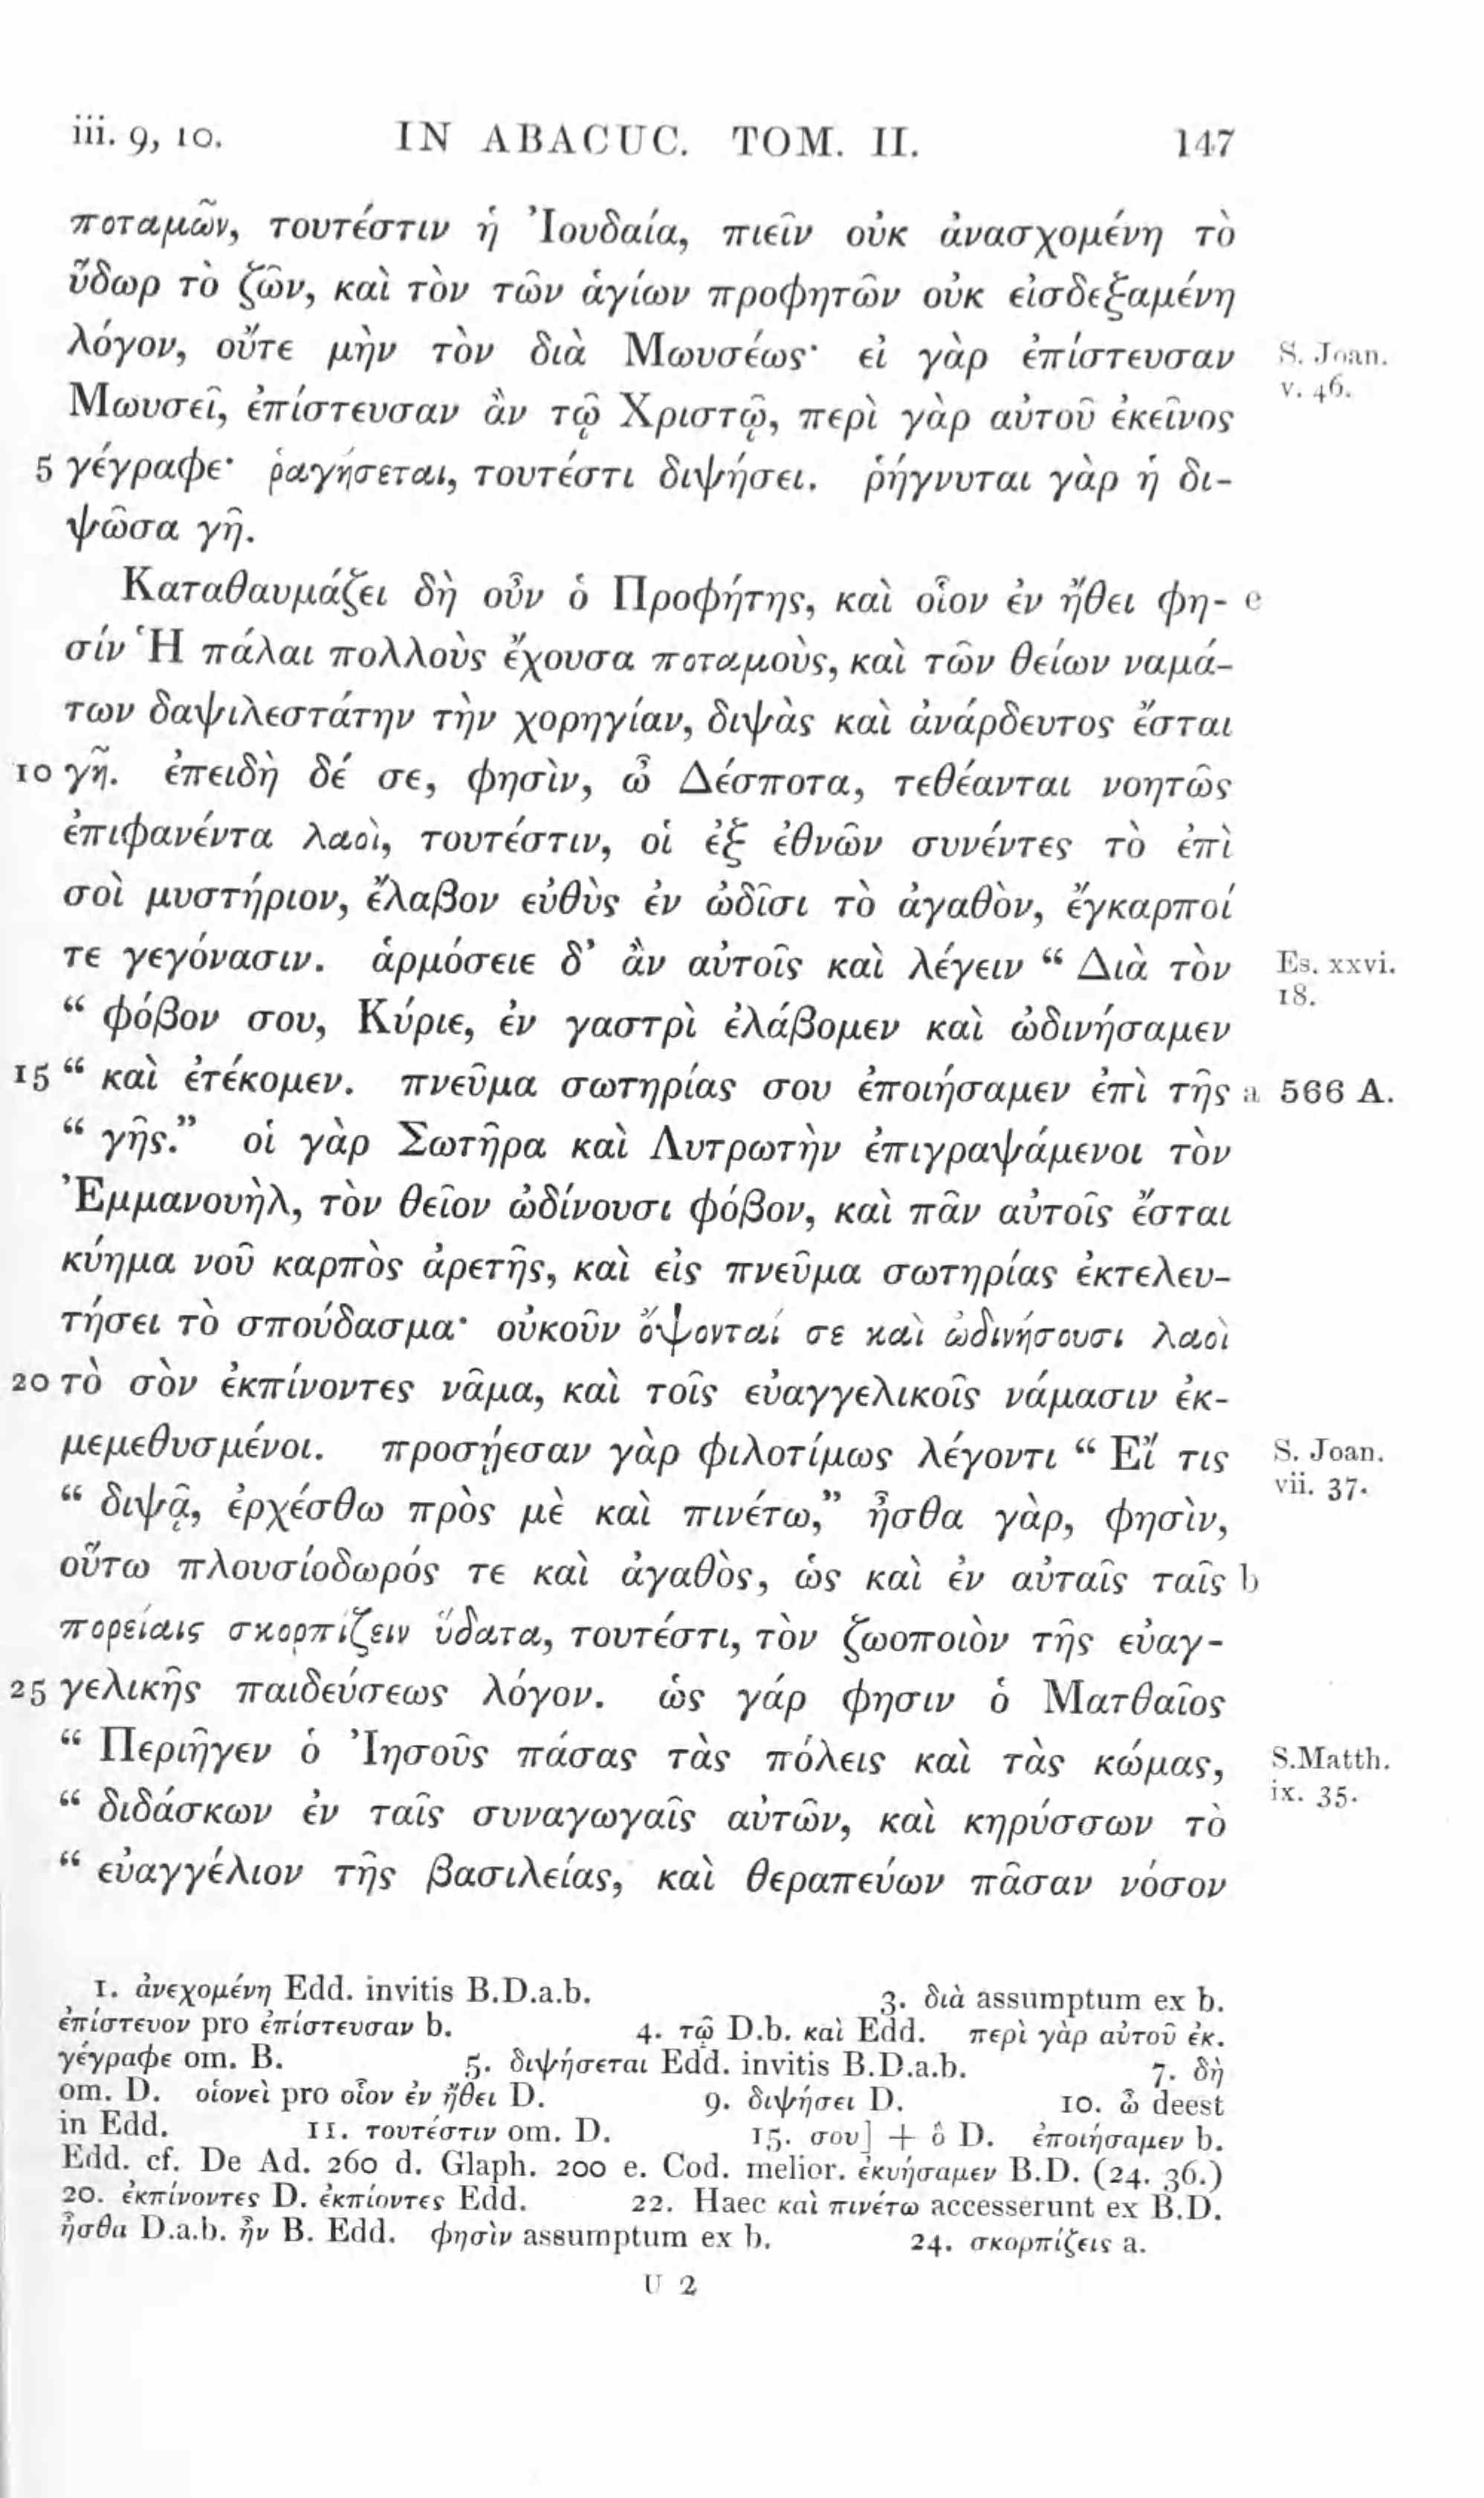 iii. 9, 10. IN ABACUC. TOM. II. 147
ποταμῶν, τουτέστιν ἡ Ἰουδαία, πιεῖν οὐκ ἀνασχομένη τὸ
ὕδωρ τὸ ζῶν, καὶ τὸν τῶν ἁγίων προφητῶν οὐκ εἰσδεξαμένη
λόγον, οὔτε μὴν τὸν διὰ Μωυσέως· εἰ γὰρ ἐπίστευσαν S. Joan.
Μωυσεῖ, ἐπίστευσαν ἂν τῷ Χριστῷ, περὶ γὰρ αὐτοῦ ἐκεῖνος v. 46.
5 γέγραφε· ῥαγήσεται, τουτέστι διψήσει. ῥήγνυται γὰρ ἡ δι-
ψῶσα γῆ.
Καταθαυμάζει δὴ οὖν ὁ Προφήτης, καὶ οἷον ἐν ἤθει φη- e
σίν Ἡ πάλαι πολλοὺς ἔχουσα ποταμοὺς, καὶ τῶν θείων ναμά-
των δαψιλεστάτην τὴν χορηγίαν, διψὰς καὶ ἀνάρδευτος ἔσται
10 γῆ. ἐπειδὴ δέ σε, φησὶν, ὦ Δέσποτα, τεθέανται νοητῶς
ἐπιφανέντα λαοὶ, τουτέστιν, οἱ ἐξ ἐθνῶν συνέντες τὸ ἐπὶ
σοὶ μυστήριον, ἔλαβον εὐθὺς ἐν ὠδῖσι τὸ ἀγαθὸν, ἔγκαρποί
τε γεγόνασιν. ἁρμόσειε δ’ ἂν αὐτοῖς καὶ λέγειν “ Διὰ τὸν Es. xxvi.
“ φόβον σου, Κύριε, ἐν γαστρὶ ἐλάβομεν καὶ ὠδινήσαμεν 18.
15 “ καὶ ἐτέκομεν. πνεῦμα σωτηρίας σου ἐποιήσαμεν ἐπὶ τῆς a 566 A.
“ γῆς.” οἱ γὰρ Σωτῆρα καὶ Λυτρωτὴν ἐπιγραψάμενοι τὸν
Ἐμμανουὴλ, τὸν θεῖον ὠδίνουσι φόβον, καὶ πᾶν αὐτοῖς ἔσται
κύημα νοῦ καρπὸς ἀρετῆς, καὶ εἰς πνεῦμα σωτηρίας ἐκτελευ-
τήσει τὸ σπούδασμα· οὐκοῦν ὄψονταί σε καὶ ὠδινήσουσι λαοὶ
20 τὸ σὸν ἐκπίνοντες νᾶμα, καὶ τοῖς εὐαγγελικοῖς νάμασιν ἐκ-
μεμεθυσμένοι. προσῄεσαν γὰρ φιλοτίμως λέγοντι “ Εἴ τις S. Joan.
“ διψᾷ, ἐρχέσθω πρὸς μὲ καὶ πινέτω,” ἦσθα γὰρ, φησὶν, vii. 37.
οὕτω πλουσίοδωρός τε καὶ ἀγαθὸς, ὡς καὶ ἐν αὐταῖς ταῖς b
πορείαις σκορπίζειν ὕδατα, τουτέστι, τὸν ζωοποιὸν τῆς εὐαγ-
25 γελικῆς παιδεύσεως λόγον. ὡς γάρ φησιν ὁ Ματθαῖος
“ Περιῆγεν ὁ Ἰησοῦς πάσας τὰς πόλεις καὶ τὰς κώμας, S.Matth.
“ διδάσκων ἐν ταῖς συναγωγαῖς αὐτῶν, καὶ κηρύσσων τὸ ix. 35.
“ εὐαγγέλιον τῆς βασιλείας, καὶ θεραπεύων πᾶσαν νόσον
1. ἀνεχομένη Edd. invitis B.D.a.b. 3. διὰ assumptum ex b.
ἐπίστευον pro ἐπίστευσαν b. 4. τῷ D.b. καὶ Edd. περὶ γὰρ αὐτοῦ ἐκ.
γέγραφε om. B. 5. διψήσεται Edd. invitis B.D.a.b. 7. δὴ
om. D. οἱονεὶ pro οἷον ἐν ἤθει D. 9. διψήσει D. 10. ὦ deest
in Edd. 11. τουτέστιν om. D. 15. σου] + ὃ D. ἐποιήσαμεν b.
Edd. cf. De Ad. 260 d. Glaph. 200 e. Cod. melior. ἐκυήσαμεν B.D. (24. 36.)
20. ἐκπίνοντες D. ἐκπίοντες Edd. 22. Haec καὶ πινέτω accesserunt ex B.D.
ἦσθα D.a.b. ἦν B. Edd. φησὶν assumptum ex b. 24. σκορπίζεις a.
U 2